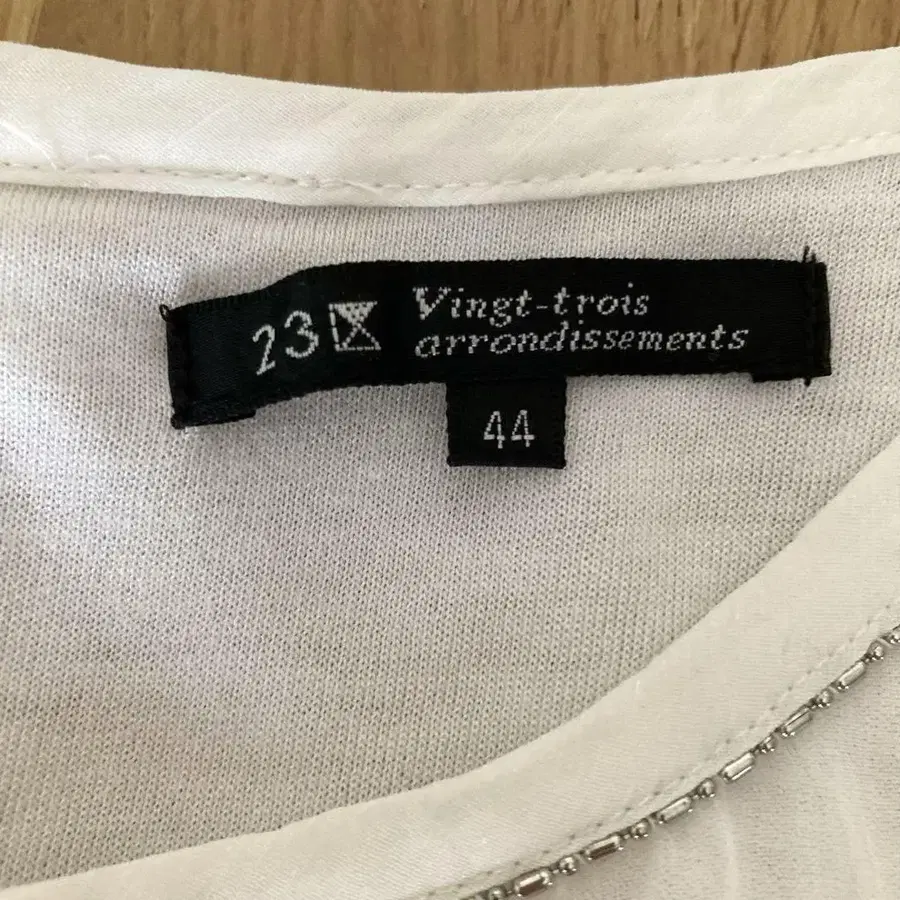 23
Vingt-trois
arrondissements
44